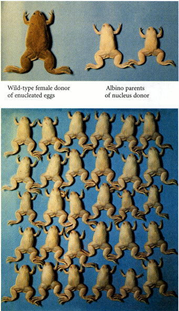 Wild-type female donor
of enucleated eggs
Albino parents
of nucleus donor